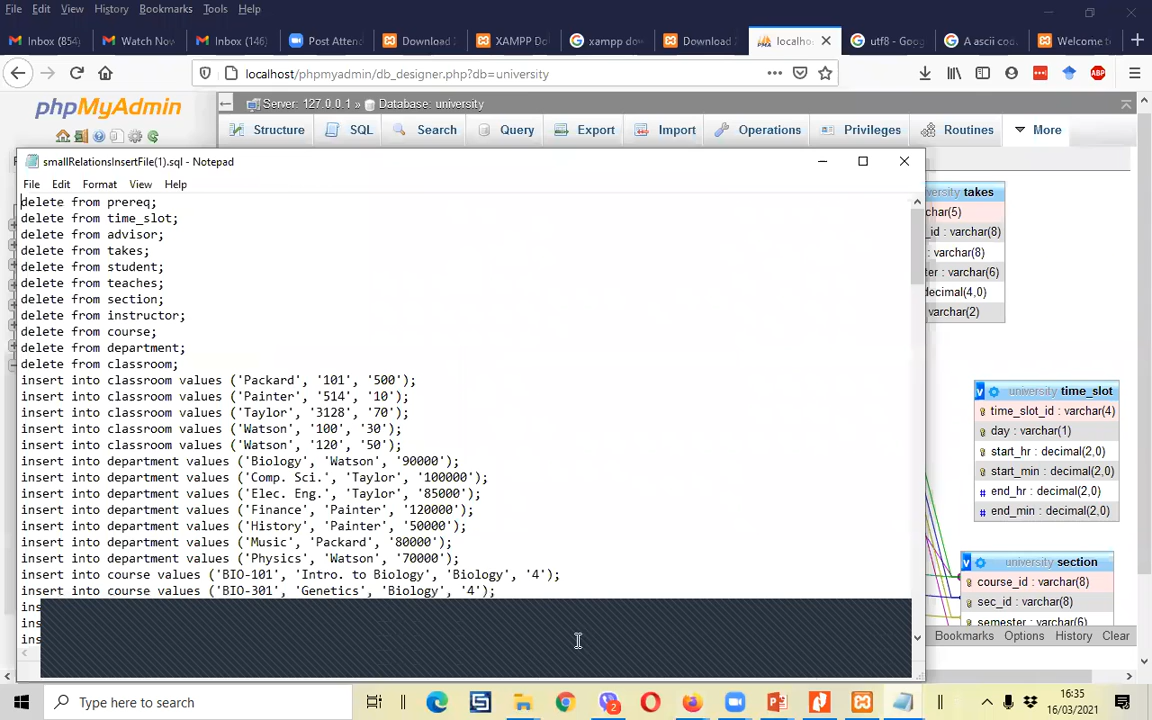 File Edit View History Bookmarks Tools Help
Inbox (854)
Watch Now
Inbox (146)
Post Attend
Download
XAMPP Do
xampp dow
Download
localho
utf8 - Goog
A ascii cod
Welcome to
localhost/phpmyadmin/db_designer.php?db=university
ABP
phpMyAdmin
Server: 127.0.0.1 » Database: university
Structure SQL Search Query Export Import Operations Privileges Routines More
smallRelationsInsertFile(1).sql - Notepad
File Edit Format View Help
delete from prereq;
delete from time_slot;
delete from advisor;
delete from takes;
delete from student;
delete from teaches;
delete from section;
delete from instructor;
delete from course;
delete from department;
delete from classroom;
insert into classroom values ('Packard', '101', '500');
insert into classroom values ('Painter', '514', '10');
insert into classroom values ('Taylor', '3128', '70');
insert into classroom values ('Watson', '100', '30');
insert into classroom values ('Watson', '120', '50');
insert into department values ('Biology', 'Watson', '90000');
insert into department values ('Comp. Sci.', 'Taylor', '100000');
insert into department values ('Elec. Eng.', 'Taylor', '85000');
insert into department values ('Finance', 'Painter', '120000');
insert into department values ('History', 'Painter', '50000');
insert into department values ('Music', 'Packard', '80000');
insert into department values ('Physics', 'Watson', '70000');
insert into course values ('BIO-101', 'Intro. to Biology', 'Biology', '4');
insert into course values ('BIO-301', 'Genetics', 'Biology', '4');
ins
ins
ins
iversity takes
char(5)
_id : varchar(8)
: varchar(8)
ter : varchar(6)
decimal(4,0)
: varchar(2)
university time_slot
time_slot_id : varchar(4)
day : varchar(1)
start_hr : decimal(2,0)
start_min : decimal(2,0)
end_hr : decimal(2,0)
end_min : decimal(2,0)
university section
course_id : varchar(8)
sec_id : varchar(8)
semester : varchar(6)
Bookmarks Options History Clear
Type here to search
2
16:35
16/03/2021